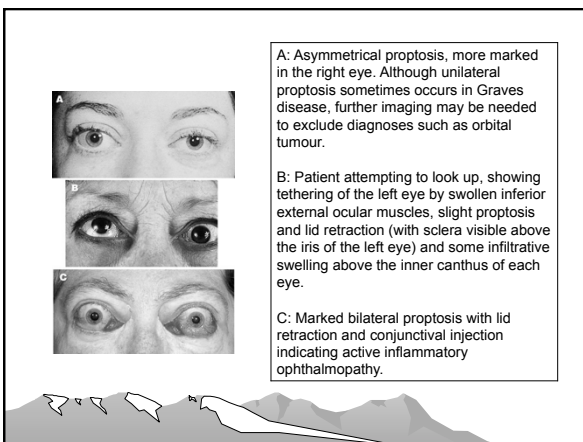 A
B
C
A: Asymmetrical proptosis, more marked
in the right eye. Although unilateral
proptosis sometimes occurs in Graves
disease, further imaging may be needed
to exclude diagnoses such as orbital
tumour.
B: Patient attempting to look up, showing
tethering of the left eye by swollen inferior
external ocular muscles, slight proptosis
and lid retraction (with sclera visible above
the iris of the left eye) and some infiltrative
swelling above the inner canthus of each
eye.
C: Marked bilateral proptosis with lid
retraction and conjunctival injection
indicating active inflammatory
ophthalmopathy.